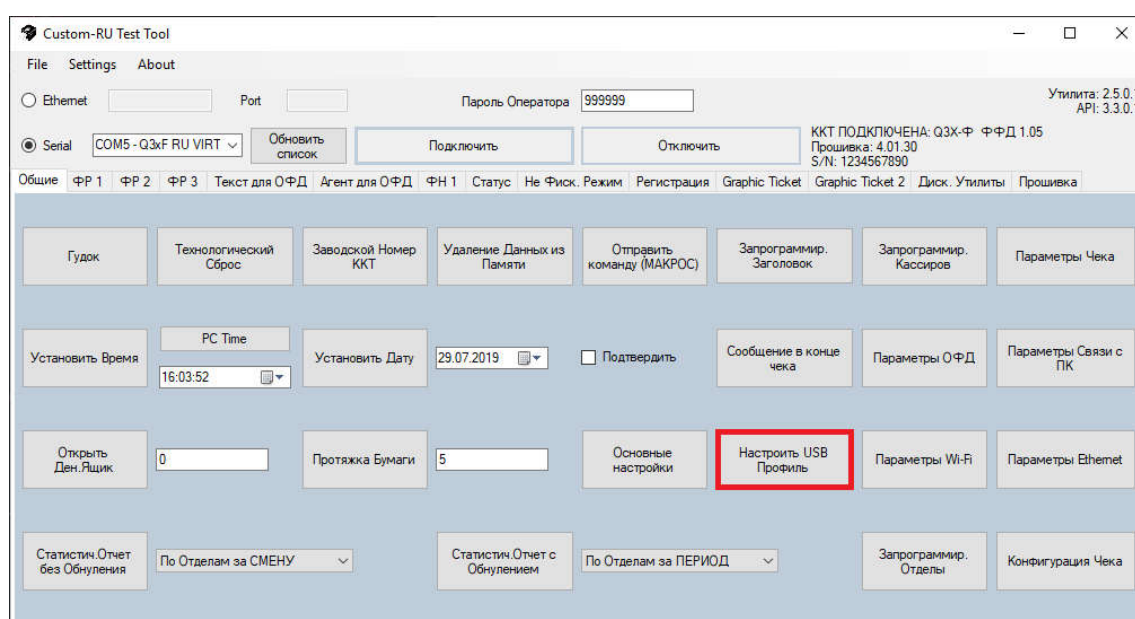 Custom-RU Test Tool
File Settings About
Ethernet Port Пароль Оператора 999999
Утилита: 2.5.0.
API: 3.3.0.
Serial COM5 - Q3xF RU VIRT Обновить список Подключить Отключить
ККТ ПОДКЛЮЧЕНА: Q3X-Ф ФФД 1.05
Прошивка: 4.01.30
S/N: 1234567890
Общие ФР 1 ФР 2 ФР 3 Текст для ОФД Агент для ОФД ФН 1 Статус Не Фиск. Режим Регистрация Graphic Ticket Graphic Ticket 2 Диск. Утилиты Прошивка
Гудок
Технологический
Сброс
Заводской Номер
ККТ
Удаление Данных из
Памяти
Отправить
команду (МАКРОС)
Запрограммир.
Заголовок
Запрограммир.
Кассиров
Параметры Чека
Установить Время
PC Time
16:03:52
Установить Дату
29.07.2019
Подтвердить
Сообщение в конце
чека
Параметры ОФД
Параметры Связи с
ПК
Открыть
Ден.Ящик
0
Протяжка Бумаги
5
Основные
настройки
Настроить USB
Профиль
Параметры Wi-Fi
Параметры Ethernet
Статистич.Отчет
без Обнуления
По Отделам за СМЕНУ
Статистич.Отчет с
Обнулением
По Отделам за ПЕРИОД
Запрограммир.
Отделы
Конфигурация Чека